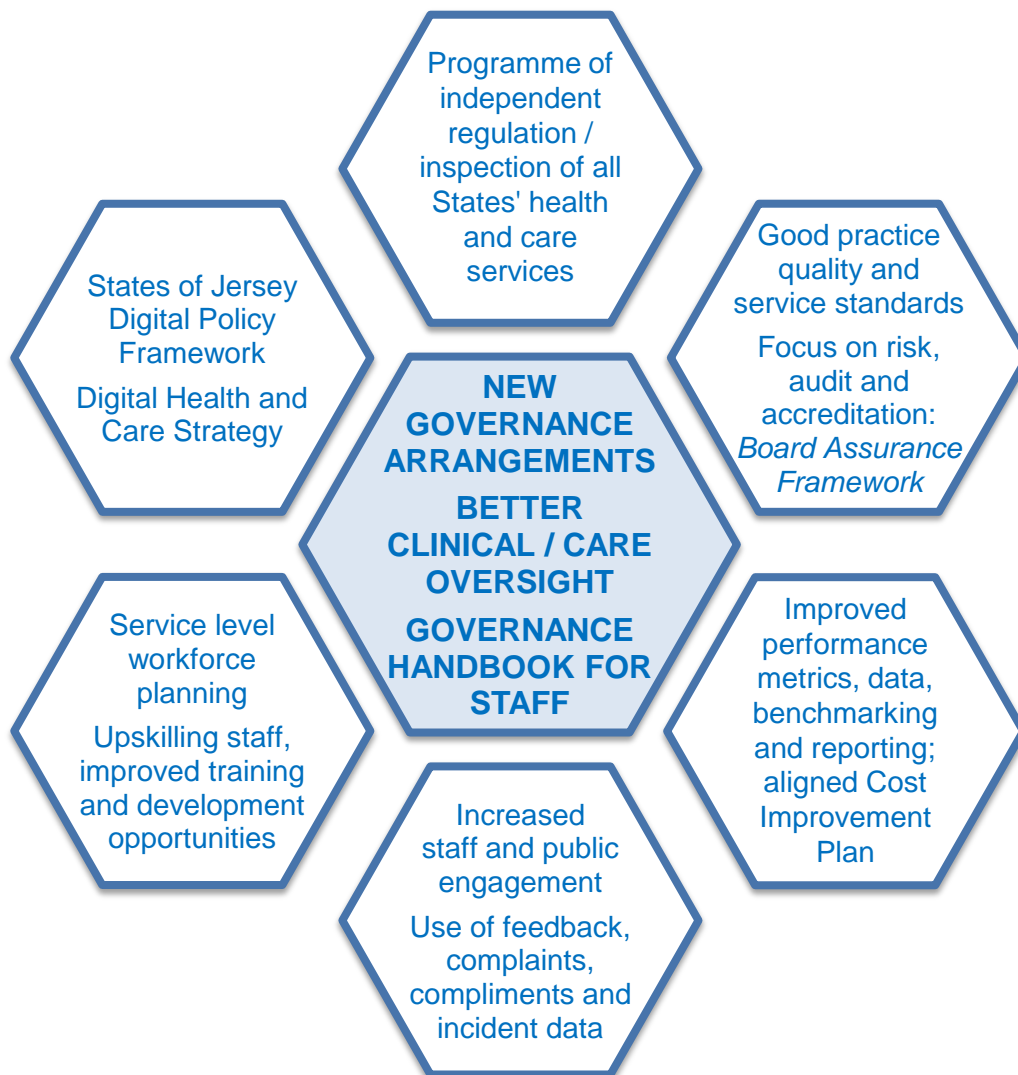 Programme of
independent
regulation /
inspection of all
States' health
and care
services
States of Jersey
Digital Policy
Framework
Digital Health and
Care Strategy
Good practice
quality and
service standards
Focus on risk,
audit and
accreditation:
Board Assurance
Framework
NEW
GOVERNANCE
ARRANGEMENTS
BETTER
CLINICAL / CARE
OVERSIGHT
GOVERNANCE
HANDBOOK FOR
STAFF
Service level
workforce
planning
Upskilling staff,
improved training
and development
opportunities
Improved
performance
metrics, data,
benchmarking
and reporting;
aligned Cost
Improvement
Plan
Increased
staff and public
engagement
Use of feedback,
complaints,
compliments and
incident data